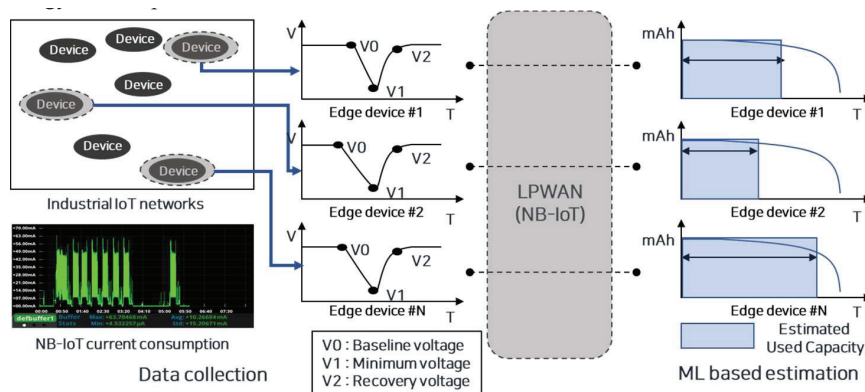 Device
Device
Device
Device
Device
Device
Device
Industrial IoT networks
defbuffer1
Buffer
Stats
NB-IoT current consumption
Data collection
V
V0
V2
V1
Edge device #1
T
V
V0
V2
V1
Edge device #2
T
V
V0
V2
V1
Edge device #N
T
V0 : Baseline voltage
V1 : Minimum voltage
V2 : Recovery voltage
LPWAN
(NB-IoT)
mAh
Edge device #1
T
mAh
Edge device #2
T
mAh
Edge device #N
T
Estimated
Used Capacity
ML based estimation